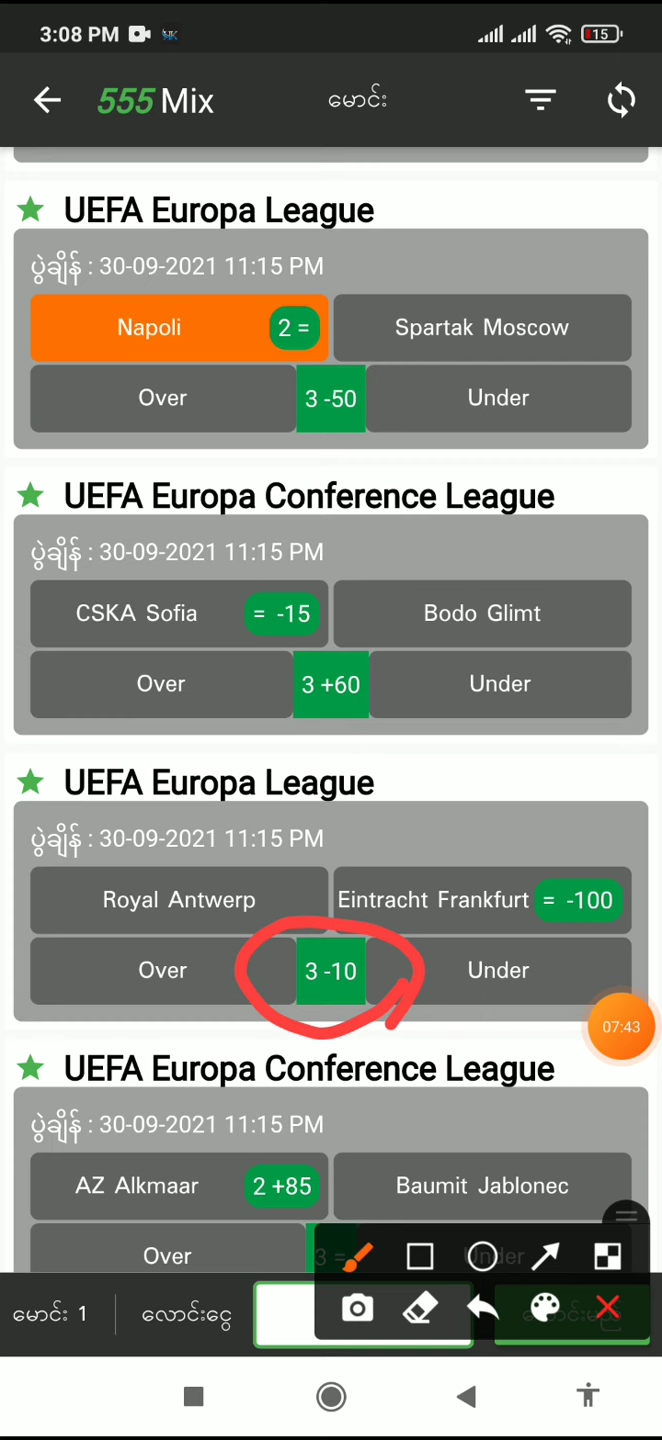 3:08 PM 15
555 Mix မောင်း
UEFA Europa League
ပွဲချိန် : 30-09-2021 11:15 PM
Napoli 2 = Spartak Moscow
Over 3 -50 Under
UEFA Europa Conference League
ပွဲချိန် : 30-09-2021 11:15 PM
CSKA Sofia = -15 Bodo Glimt
Over 3 +60 Under
UEFA Europa League
ပွဲချိန် : 30-09-2021 11:15 PM
Royal Antwerp Eintracht Frankfurt = -100
Over 3 -10 Under
07:43
UEFA Europa Conference League
ပွဲချိန် : 30-09-2021 11:15 PM
AZ Alkmaar 2 +85 Baumit Jablonec
Over 3 = Under
မောင်း 1 လောင်းငွေ